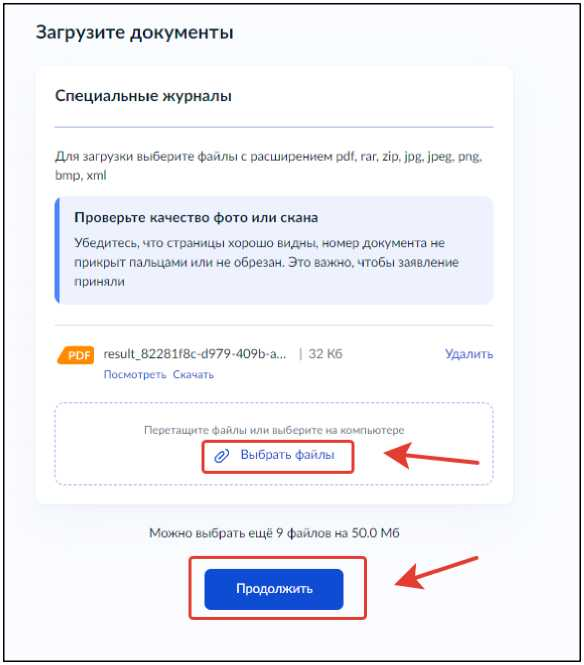 Загрузите документы
Специальные журналы
Для загрузки выберите файлы с расширением pdf, rar, zip, jpg, jpeg, png,
bmp, xml
Проверьте качество фото или скана
Убедитесь, что страницы хорошо видны, номер документа не
прикрыт пальцами или не обрезан. Это важно, чтобы заявление
приняли
PDF result_82281f8c-d979-409b-a... | 32 Кб Удалить
Посмотреть Скачать
Перетащите файлы или выберите на компьютере
Выбрать файлы
Можно выбрать ещё 9 файлов на 50.0 Мб
Продолжить